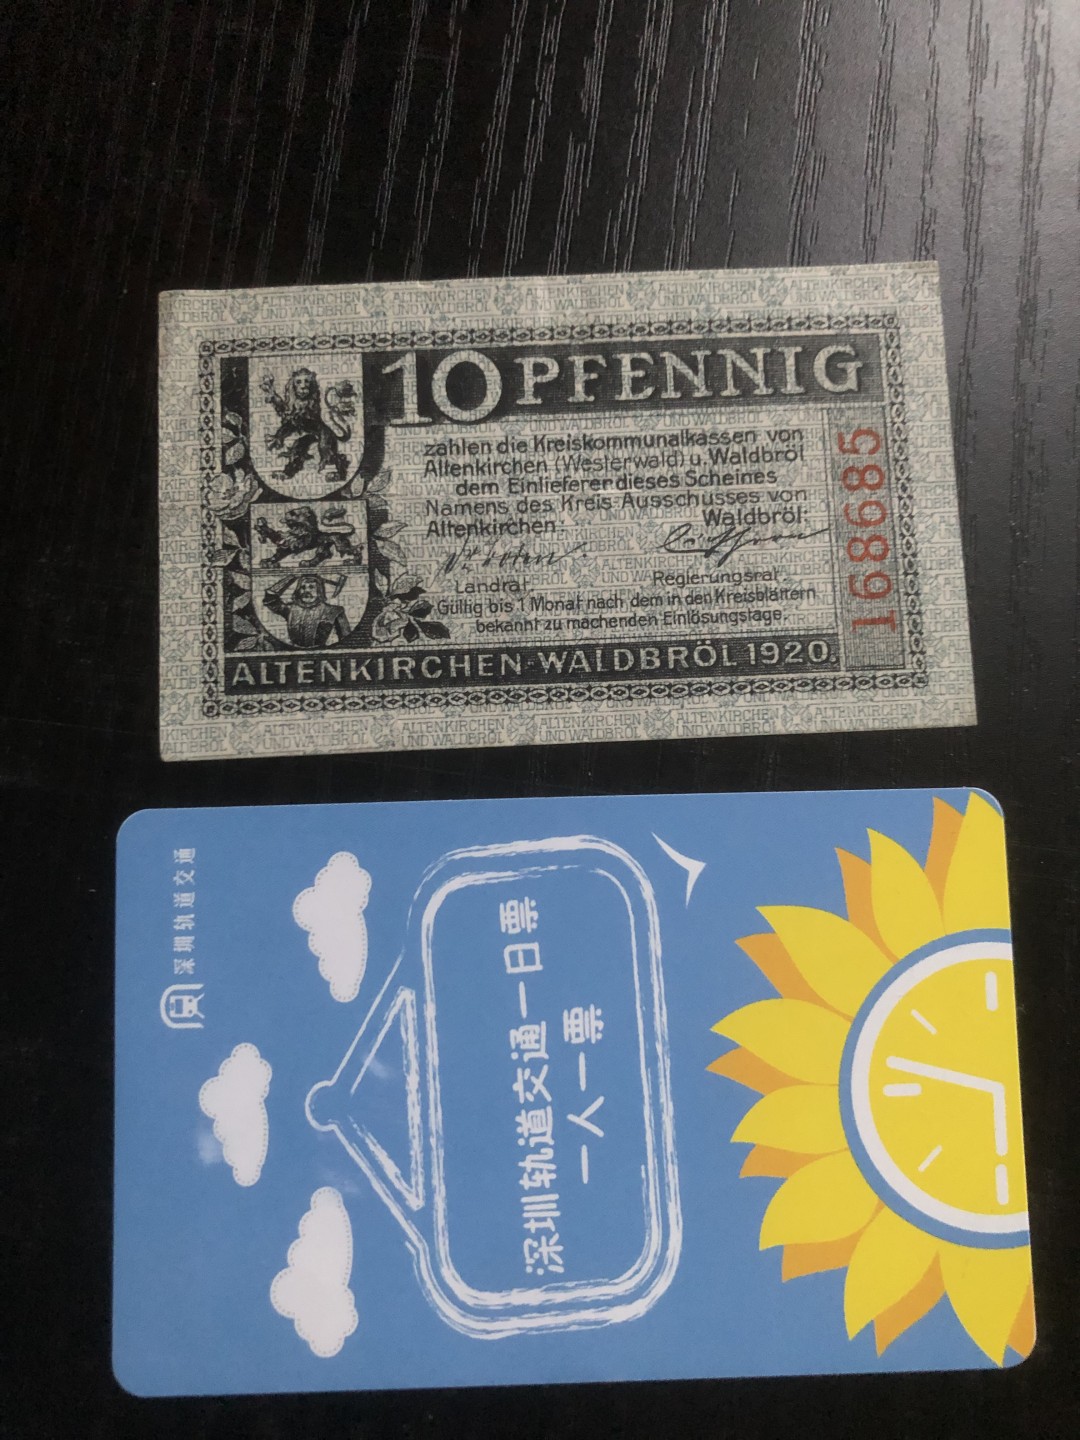 10 PFENNIG
zahlen die Kreiskommunalkassen von
Altenkirchen (Westerwald) u. Waldbröl
dem Einlieferer dieses Scheines
Namens des Kreis-Ausschusses von
Altenkirchen: Waldbröl:
Landrat Regierungsrat
Gültig bis 1 Monat nach dem in den Kreisblättern
bekannt zu machenden Einlösungstage.
ALTENKIRCHEN-WALDBRÖL 1920.
168685
ALTENKIRCHEN
UND WALDBRÖL
深圳轨道交通
深圳轨道交通一日票
一人一票